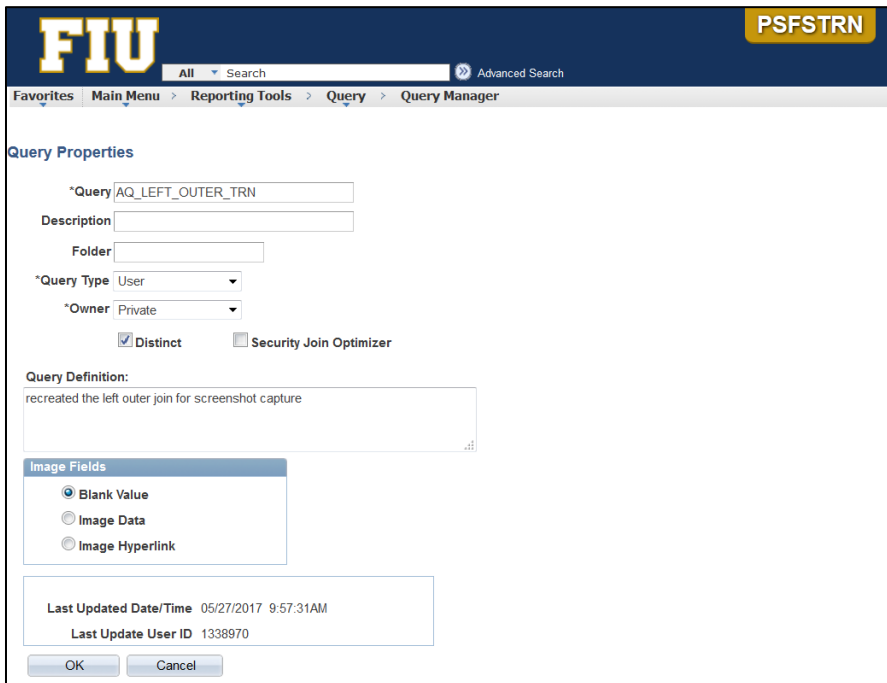 FIU
PSFSTRN
All Search Advanced Search
Favorites Main Menu > Reporting Tools > Query > Query Manager
Query Properties
*Query AQ_LEFT_OUTER_TRN
Description
Folder
*Query Type User
*Owner Private
Distinct Security Join Optimizer
Query Definition:
recreated the left outer join for screenshot capture
Image Fields
Blank Value
Image Data
Image Hyperlink
Last Updated Date/Time 05/27/2017 9:57:31AM
Last Update User ID 1338970
OK Cancel